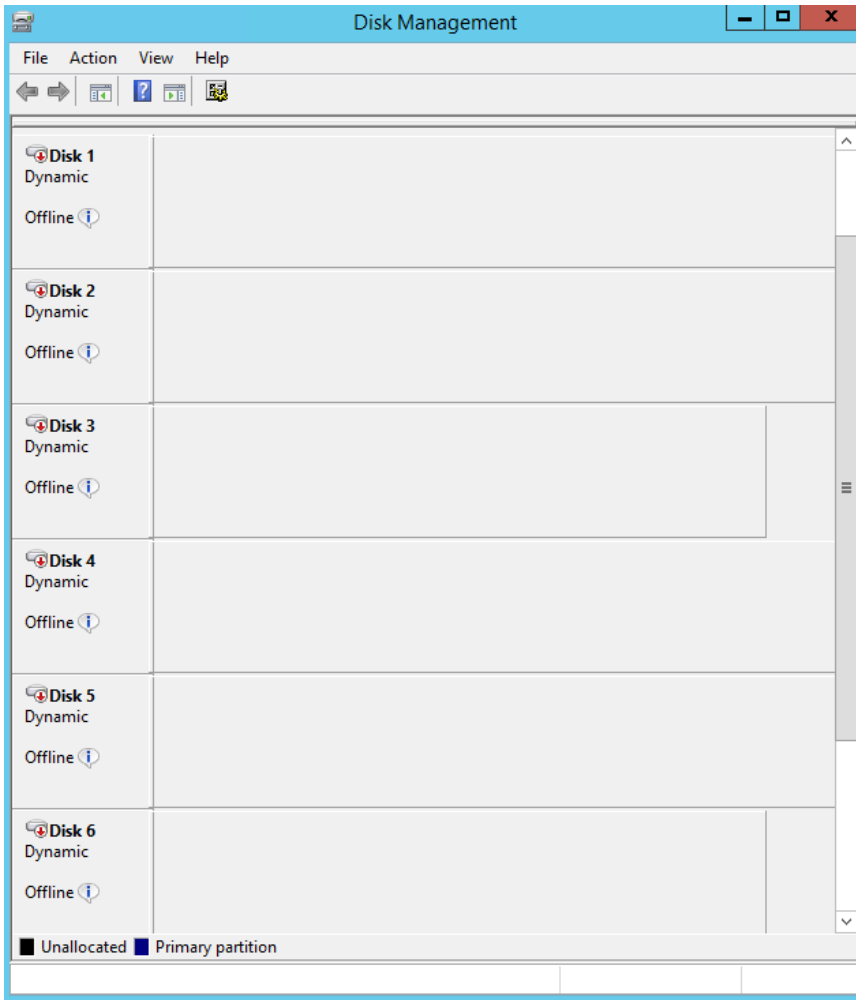 Disk Management
File Action View Help
Disk 1
Dynamic
Offline
Disk 2
Dynamic
Offline
Disk 3
Dynamic
Offline
Disk 4
Dynamic
Offline
Disk 5
Dynamic
Offline
Disk 6
Dynamic
Offline
Unallocated Primary partition